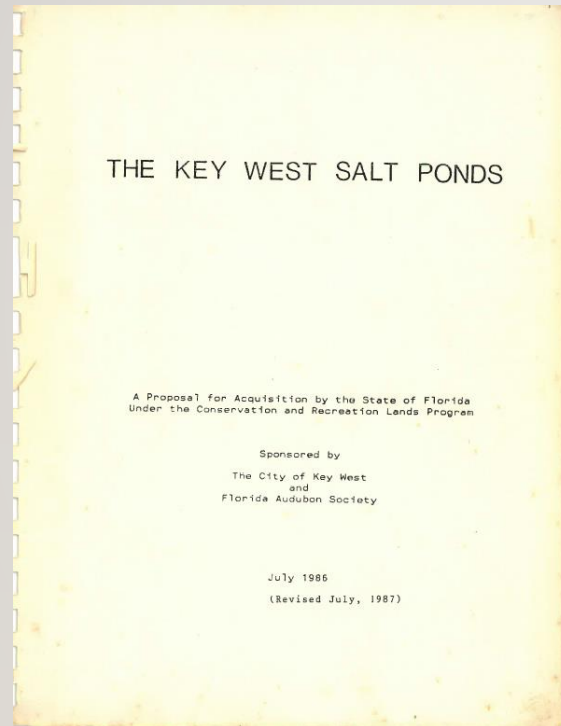 THE KEY WEST SALT PONDS
A Proposal for Acquisition by the State of Florida
Under the Conservation and Recreation Lands Program
Sponsored by
The City of Key West
and
Florida Audubon Society
July 1986
(Revised July, 1987)